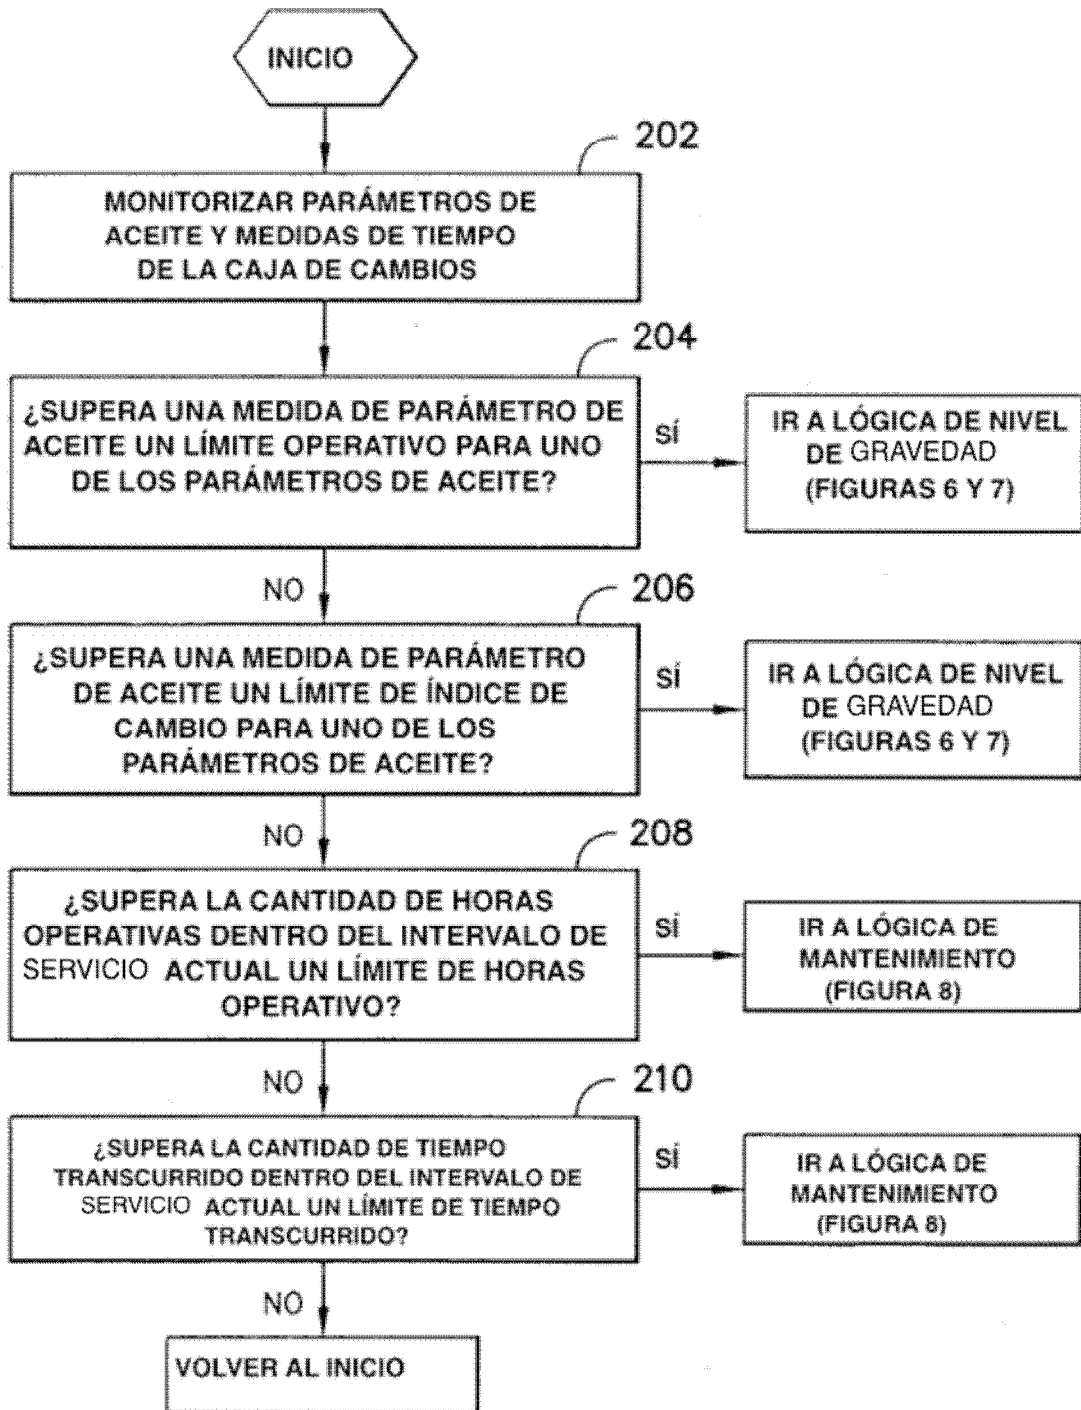 INICIO
202
MONITORIZAR PARÁMETROS DE
ACEITE Y MEDIDAS DE TIEMPO
DE LA CAJA DE CAMBIOS
204
¿SUPERA UNA MEDIDA DE PARÁMETRO DE
ACEITE UN LÍMITE OPERATIVO PARA UNO
DE LOS PARÁMETROS DE ACEITE?
SÍ
IR A LÓGICA DE NIVEL
DE GRAVEDAD
(FIGURAS 6 Y 7)
NO
206
¿SUPERA UNA MEDIDA DE PARÁMETRO
DE ACEITE UN LÍMITE DE ÍNDICE DE
CAMBIO PARA UNO DE LOS
PARÁMETROS DE ACEITE?
SÍ
IR A LÓGICA DE NIVEL
DE GRAVEDAD
(FIGURAS 6 Y 7)
NO
208
¿SUPERA LA CANTIDAD DE HORAS
OPERATIVAS DENTRO DEL INTERVALO DE
SERVICIO ACTUAL UN LÍMITE DE HORAS
OPERATIVO?
SÍ
IR A LÓGICA DE
MANTENIMIENTO
(FIGURA 8)
NO
210
¿SUPERA LA CANTIDAD DE TIEMPO
TRANSCURRIDO DENTRO DEL INTERVALO DE
SERVICIO ACTUAL UN LÍMITE DE TIEMPO
TRANSCURRIDO?
SÍ
IR A LÓGICA DE
MANTENIMIENTO
(FIGURA 8)
NO
VOLVER AL INICIO